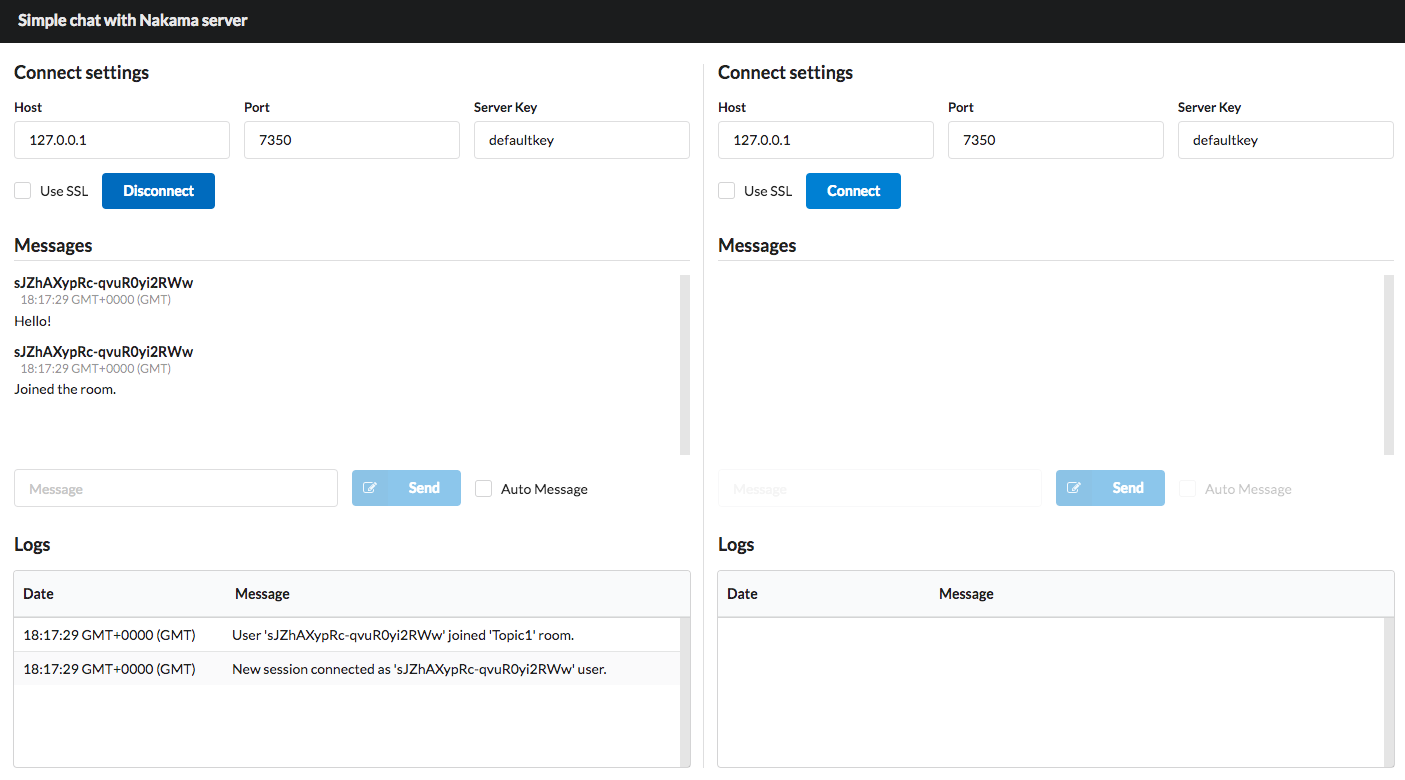 Simple chat with Nakama server
Connect settings
Host Port Server Key
127.0.0.1 7350 defaultkey
Use SSL Disconnect
Messages
sJZhAXypRc-qvuR0yi2RWw
18:17:29 GMT+0000 (GMT)
Hello!
sJZhAXypRc-qvuR0yi2RWw
18:17:29 GMT+0000 (GMT)
Joined the room.
Message Send Auto Message
Logs
Date Message
18:17:29 GMT+0000 (GMT) User 'sJZhAXypRc-qvuR0yi2RWw' joined 'Topic1' room.
18:17:29 GMT+0000 (GMT) New session connected as 'sJZhAXypRc-qvuR0yi2RWw' user.
Connect settings
Host Port Server Key
127.0.0.1 7350 defaultkey
Use SSL Connect
Messages
Message Send Auto Message
Logs
Date Message